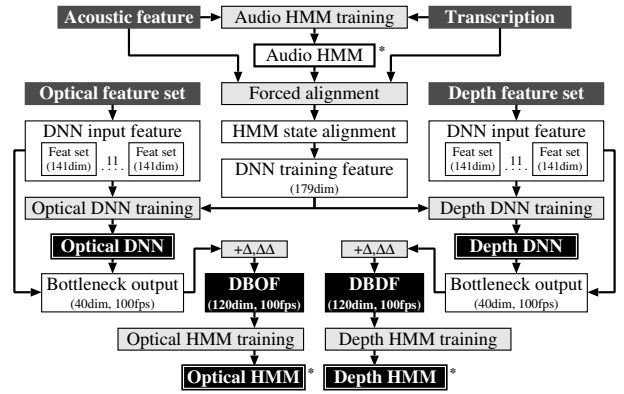 Acoustic feature
Audio HMM training
Transcription
Audio HMM *
Optical feature set
Forced alignment
Depth feature set
DNN input feature
Feat set
(141dim)
. 11 .
. . .
Feat set
(141dim)
HMM state alignment
DNN input feature
Feat set
(141dim)
. 11 .
. . .
Feat set
(141dim)
DNN training feature
(179dim)
Optical DNN training
Depth DNN training
Optical DNN
Depth DNN
+Δ,ΔΔ
+Δ,ΔΔ
Bottleneck output
(40dim, 100fps)
DBOF
(120dim, 100fps)
DBDF
(120dim, 100fps)
Bottleneck output
(40dim, 100fps)
Optical HMM training
Depth HMM training
Optical HMM *
Depth HMM *